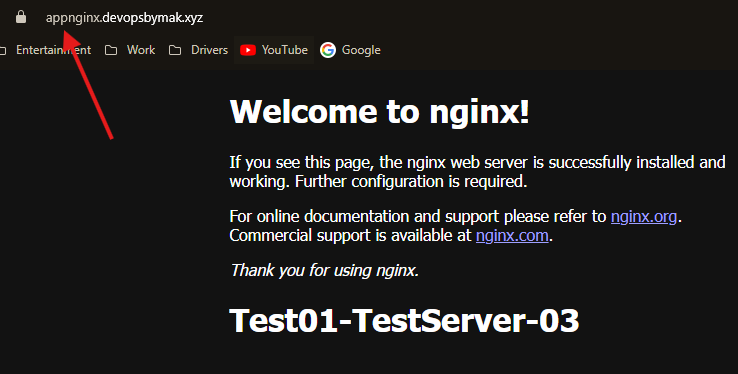 appnginx.devopsbymak.xyz
Entertainment Work Drivers YouTube Google
Welcome to nginx!
If you see this page, the nginx web server is successfully installed and
working. Further configuration is required.
For online documentation and support please refer to nginx.org.
Commercial support is available at nginx.com.
Thank you for using nginx.
Test01-TestServer-03